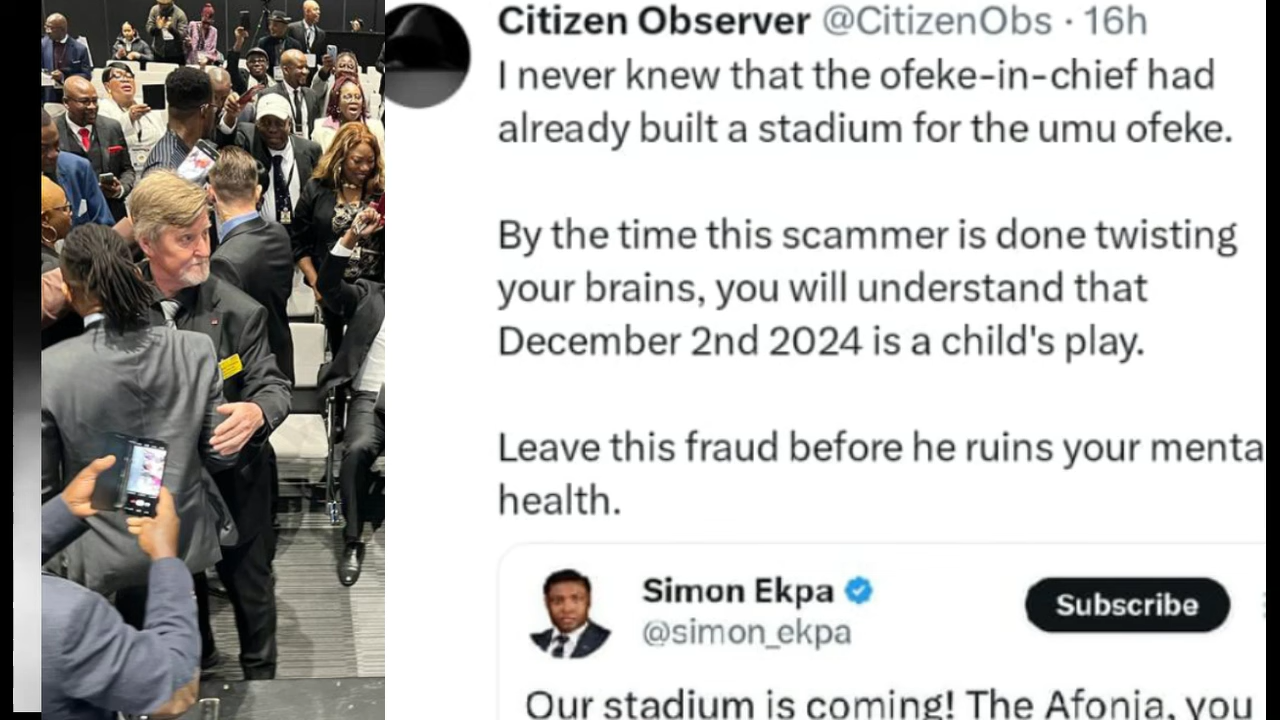 Citizen Observer @CitizenObs · 16h
I never knew that the ofeke-in-chief had
already built a stadium for the umu ofeke.
By the time this scammer is done twisting
your brains, you will understand that
December 2nd 2024 is a child's play.
Leave this fraud before he ruins your menta
health.
Simon Ekpa
Subscribe
@simon_ekpa
Our stadium is coming! The Afonja, you